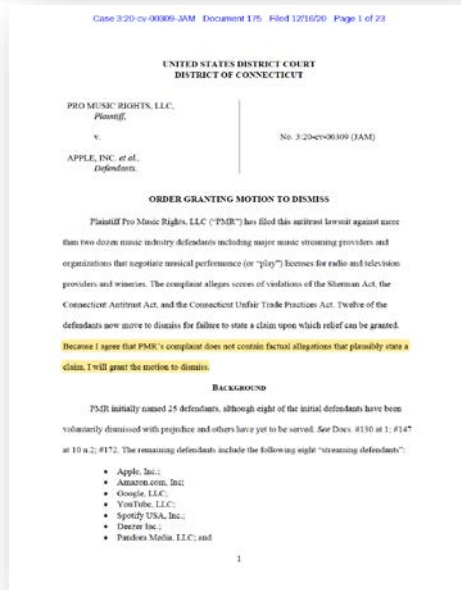 Case 3:20-cv-00309-JAM Document 175 Filed 12/16/20 Page 1 of 23
UNITED STATES DISTRICT COURT
DISTRICT OF CONNECTICUT
PRO MUSIC RIGHTS, LLC,
Plaintiff,
v.
No. 3:20-cv-00309 (JAM)
APPLE, INC. et al.,
Defendants.
ORDER GRANTING MOTION TO DISMISS
Plaintiff Pro Music Rights, LLC (“PMR”) has filed this antitrust lawsuit against more
than two dozen music industry defendants including major music streaming providers and
organizations that negotiate musical performance (or “play”) licenses for radio and television
providers and wineries. The complaint alleges scores of violations of the Sherman Act, the
Connecticut Antitrust Act, and the Connecticut Unfair Trade Practices Act. Twelve of the
defendants now move to dismiss for failure to state a claim upon which relief can be granted.
Because I agree that PMR’s complaint does not contain factual allegations that plausibly state a
claim, I will grant the motion to dismiss.
BACKGROUND
PMR initially named 25 defendants, although eight of the initial defendants have been
voluntarily dismissed with prejudice and others have yet to be served. See Docs. #130 at 1; #147
at 10 n.2; #172. The remaining defendants include the following eight “streaming defendants”:
• Apple, Inc.;
• Amazon.com, Inc;
• Google, LLC;
• YouTube, LLC;
• Spotify USA, Inc.;
• Deezer Inc.;
• Pandora Media, LLC; and
1